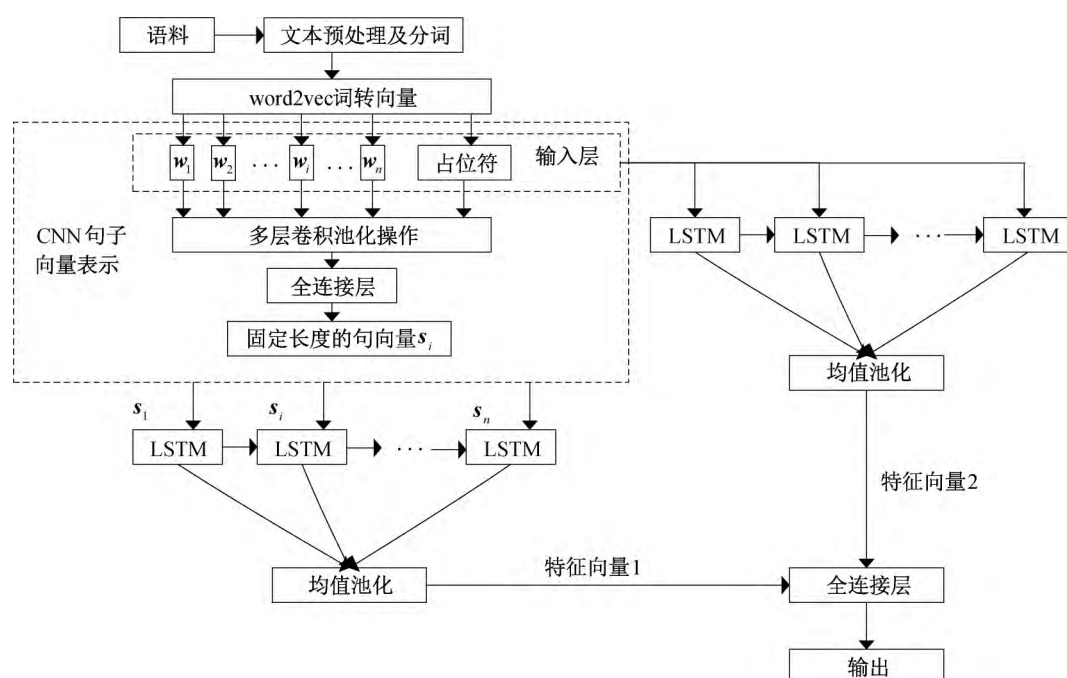 语料
文本预处理及分词
word2vec词转向量
w1 w2 ··· wi ··· wn 占位符 输入层
多层卷积池化操作
CNN句子
向量表示
全连接层
固定长度的句向量si
LSTM LSTM ··· LSTM
均值池化
s1 si sn
LSTM LSTM ··· LSTM
特征向量2
均值池化
特征向量1
全连接层
输出